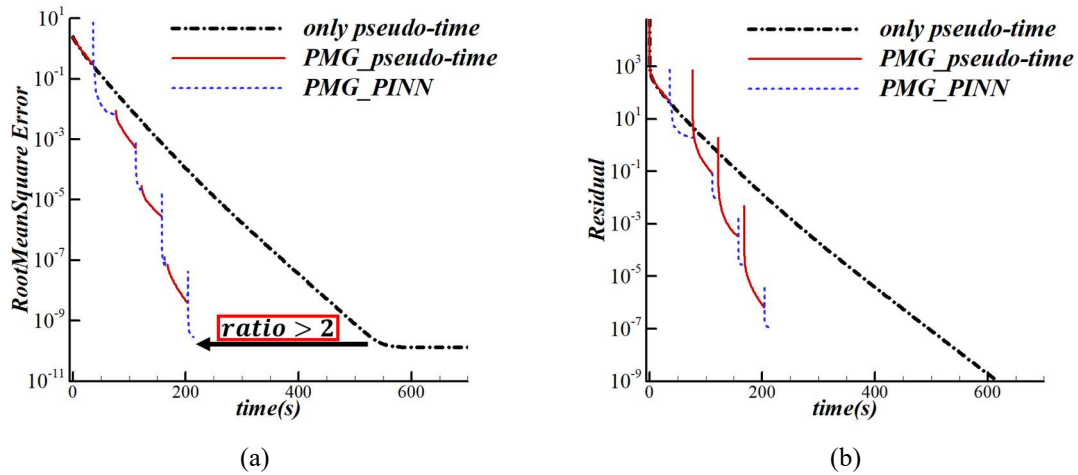 only pseudo-time
PMG_pseudo-time
PMG_PINN
RootMeanSquare Error
10^1
10^-1
10^-3
10^-5
10^-7
10^-9
10^-11
ratio > 2
0
200
400
600
time(s)
(a)
only pseudo-time
PMG_pseudo-time
PMG_PINN
Residual
10^3
10^1
10^-1
10^-3
10^-5
10^-7
10^-9
0
200
400
600
time(s)
(b)